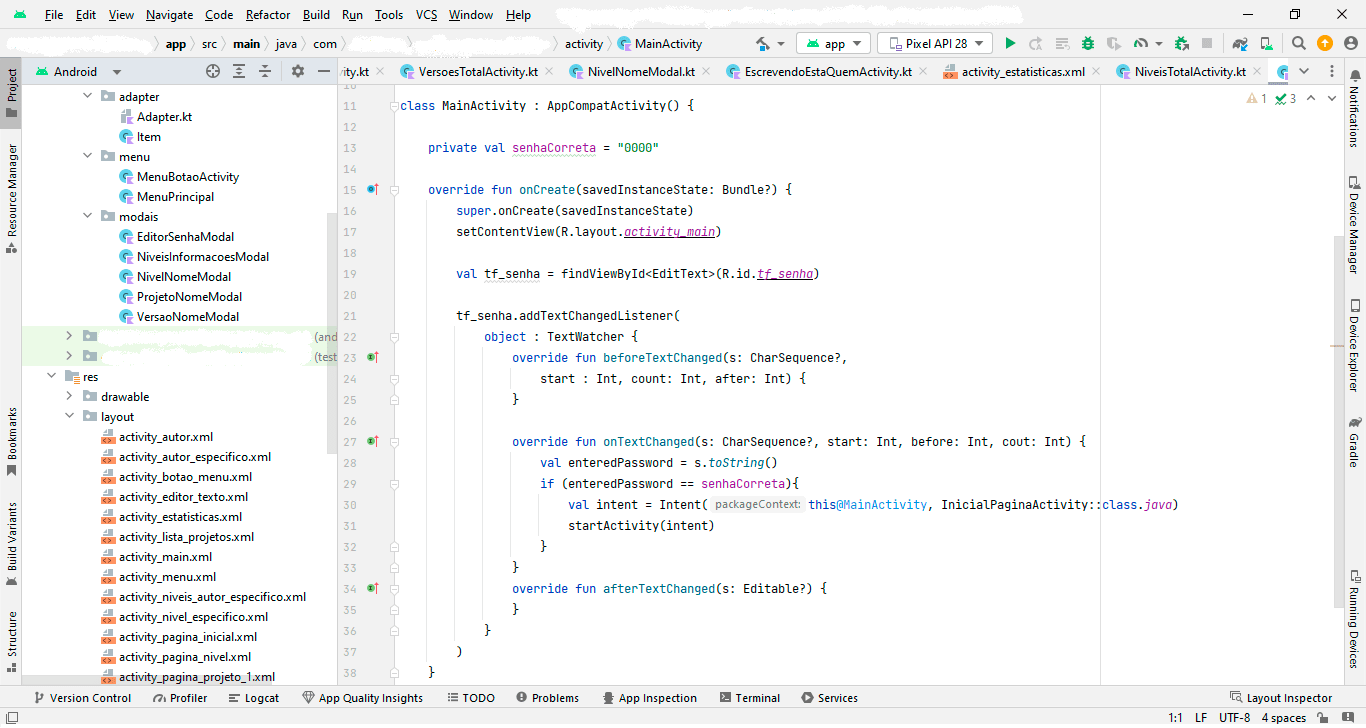 File Edit View Navigate Code Refactor Build Run Tools VCS Window Help
app src main java com activity MainActivity app Pixel API 28
Project
Android
ity.kt VersoesTotalActivity.kt NivelNomeModal.kt EscrevendoEstaQuemActivity.kt activity_estatisticas.xml NiveisTotalActivity.kt
adapter
Adapter.kt
Item
menu
MenuBotaoActivity
MenuPrincipal
modais
EditorSenhaModal
NiveisInformacoesModal
NivelNomeModal
ProjetoNomeModal
VersaoNomeModal
(and
(test
res
drawable
layout
activity_autor.xml
activity_autor_especifico.xml
activity_botao_menu.xml
activity_editor_texto.xml
activity_estatisticas.xml
activity_lista_projetos.xml
activity_main.xml
activity_menu.xml
activity_niveis_autor_especifico.xml
activity_nivel_especifico.xml
activity_pagina_inicial.xml
activity_pagina_nivel.xml
activity_pagina_projeto_1.xml
Resource Manager
Bookmarks
Build Variants
Structure
10
11 class MainActivity : AppCompatActivity() {
12
13 private val senhaCorreta = "0000"
14
15 override fun onCreate(savedInstanceState: Bundle?) {
16 super.onCreate(savedInstanceState)
17 setContentView(R.layout.activity_main)
18
19 val tf_senha = findViewById<EditText>(R.id.tf_senha)
20
21 tf_senha.addTextChangedListener(
22 object : TextWatcher {
23 override fun beforeTextChanged(s: CharSequence?,
24 start : Int, count: Int, after: Int) {
25 }
26
27 override fun onTextChanged(s: CharSequence?, start: Int, before: Int, cout: Int) {
28 val enteredPassword = s.toString()
29 if (enteredPassword == senhaCorreta){
30 val intent = Intent( packageContext: this@MainActivity, InicialPaginaActivity::class.java)
31 startActivity(intent)
32 }
33 }
34 override fun afterTextChanged(s: Editable?) {
35 }
36 }
37 )
38 }
1 3
Notifications
Device Manager
Device Explorer
Gradle
Running Devices
Version Control Profiler Logcat App Quality Insights TODO Problems App Inspection Terminal Services Layout Inspector
1:1 LF UTF-8 4 spaces